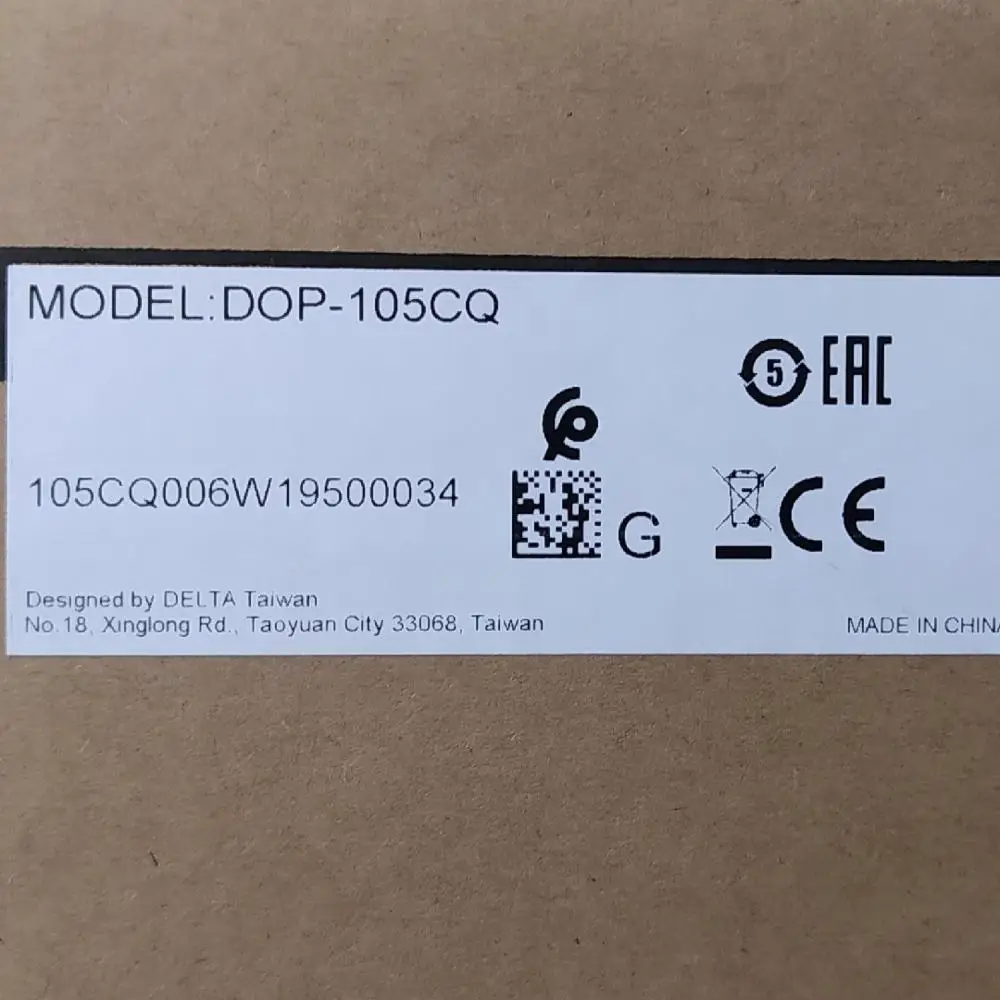 MODEL:DOP-105CQ
5 EAC
105CQ006W19500034
G CE
Designed by DELTA Taiwan
No.18, Xinglong Rd., Taoyuan City 33068, Taiwan
MADE IN CHINA